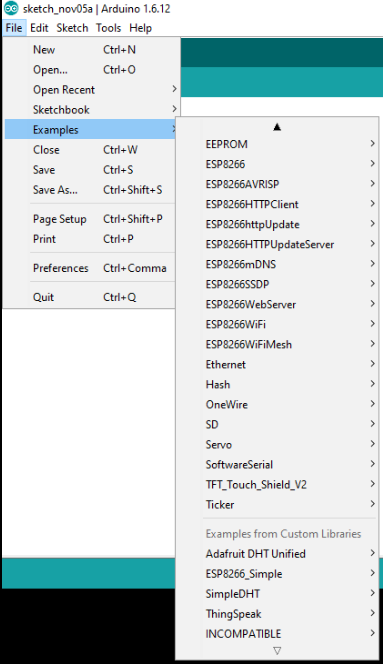 sketch_nov05a | Arduino 1.6.12
File Edit Sketch Tools Help
New Ctrl+N
Open... Ctrl+O
Open Recent
Sketchbook
Examples
Close Ctrl+W
Save Ctrl+S
Save As... Ctrl+Shift+S
Page Setup Ctrl+Shift+P
Print Ctrl+P
Preferences Ctrl+Comma
Quit Ctrl+Q
EEPROM
ESP8266
ESP8266AVRISP
ESP8266HTTPClient
ESP8266httpUpdate
ESP8266HTTPUpdateServer
ESP8266mDNS
ESP8266SSDP
ESP8266WebServer
ESP8266WiFi
ESP8266WiFiMesh
Ethernet
Hash
OneWire
SD
Servo
SoftwareSerial
TFT_Touch_Shield_V2
Ticker
Examples from Custom Libraries
Adafruit DHT Unified
ESP8266_Simple
SimpleDHT
ThingSpeak
INCOMPATIBLE